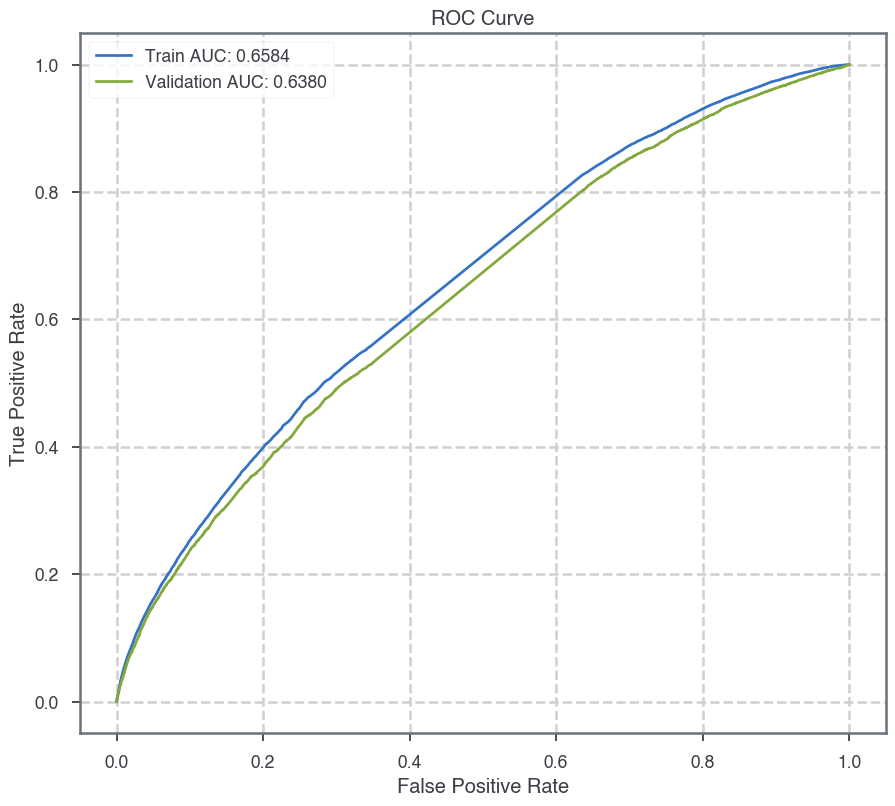 ROC Curve
Train AUC: 0.6584
Validation AUC: 0.6380
True Positive Rate
1.0
0.8
0.6
0.4
0.2
0.0
0.0 0.2 0.4 0.6 0.8 1.0
False Positive Rate